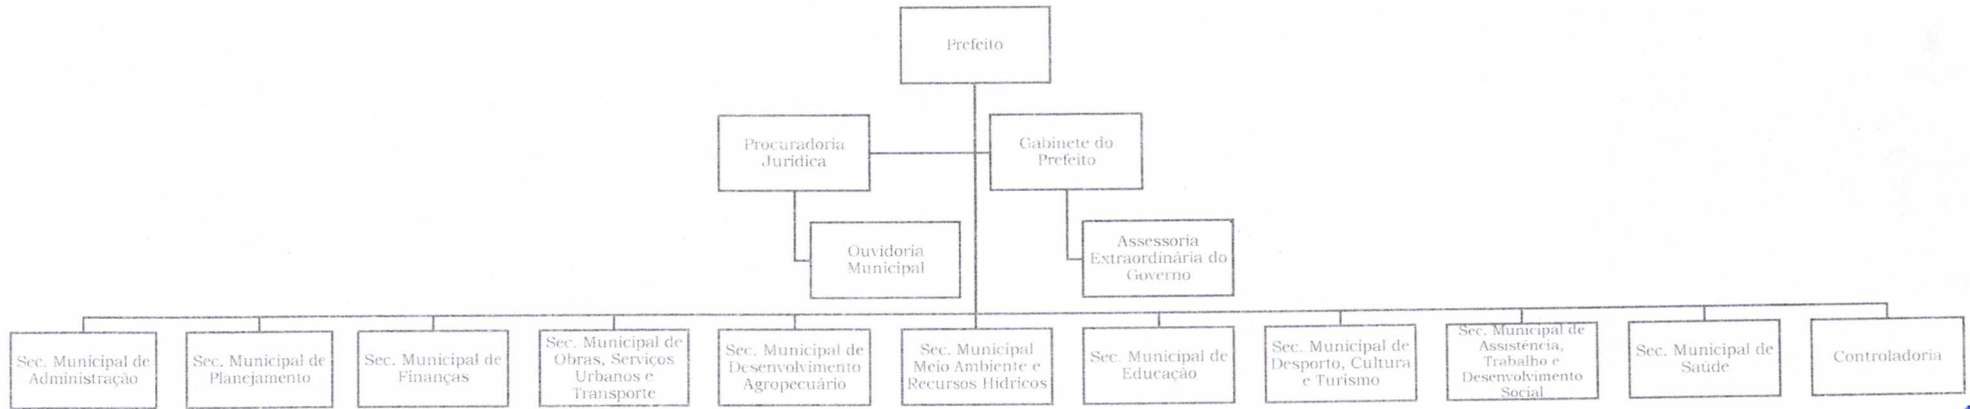 Prefeito
Procuradoria
Jurídica
Gabinete do
Prefeito
Ouvidoria
Municipal
Assessoria
Extraordinária do
Governo
Sec. Municipal de
Administração
Sec. Municipal de
Planejamento
Sec. Municipal de
Finanças
Sec. Municipal de
Obras, Serviços
Urbanos e
Transporte
Sec. Municipal de
Desenvolvimento
Agropecuário
Sec. Municipal
Meio Ambiente e
Recursos Hídricos
Sec. Municipal de
Educação
Sec. Municipal de
Desporto, Cultura
e Turismo
Sec. Municipal de
Assistência,
Trabalho e
Desenvolvimento
Social
Sec. Municipal de
Saúde
Controladoria